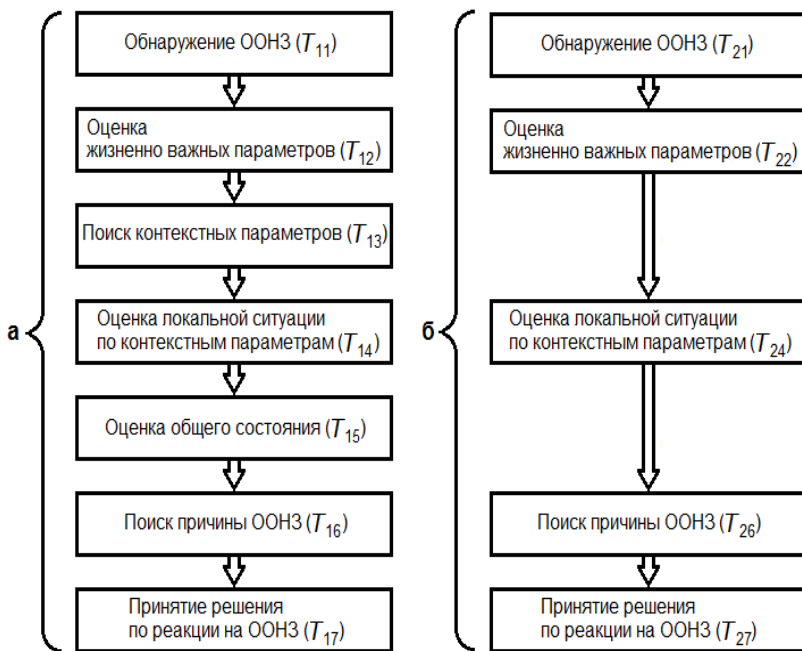 а
Обнаружение ООНЗ (T11)
Оценка
жизненно важных параметров (T12)
Поиск контекстных параметров (T13)
Оценка локальной ситуации
по контекстным параметрам (T14)
Оценка общего состояния (T15)
Поиск причины ООНЗ (T16)
Принятие решения
по реакции на ООНЗ (T17)
б
Обнаружение ООНЗ (T21)
Оценка
жизненно важных параметров (T22)
Оценка локальной ситуации
по контекстным параметрам (T24)
Поиск причины ООНЗ (T26)
Принятие решения
по реакции на ООНЗ (T27)